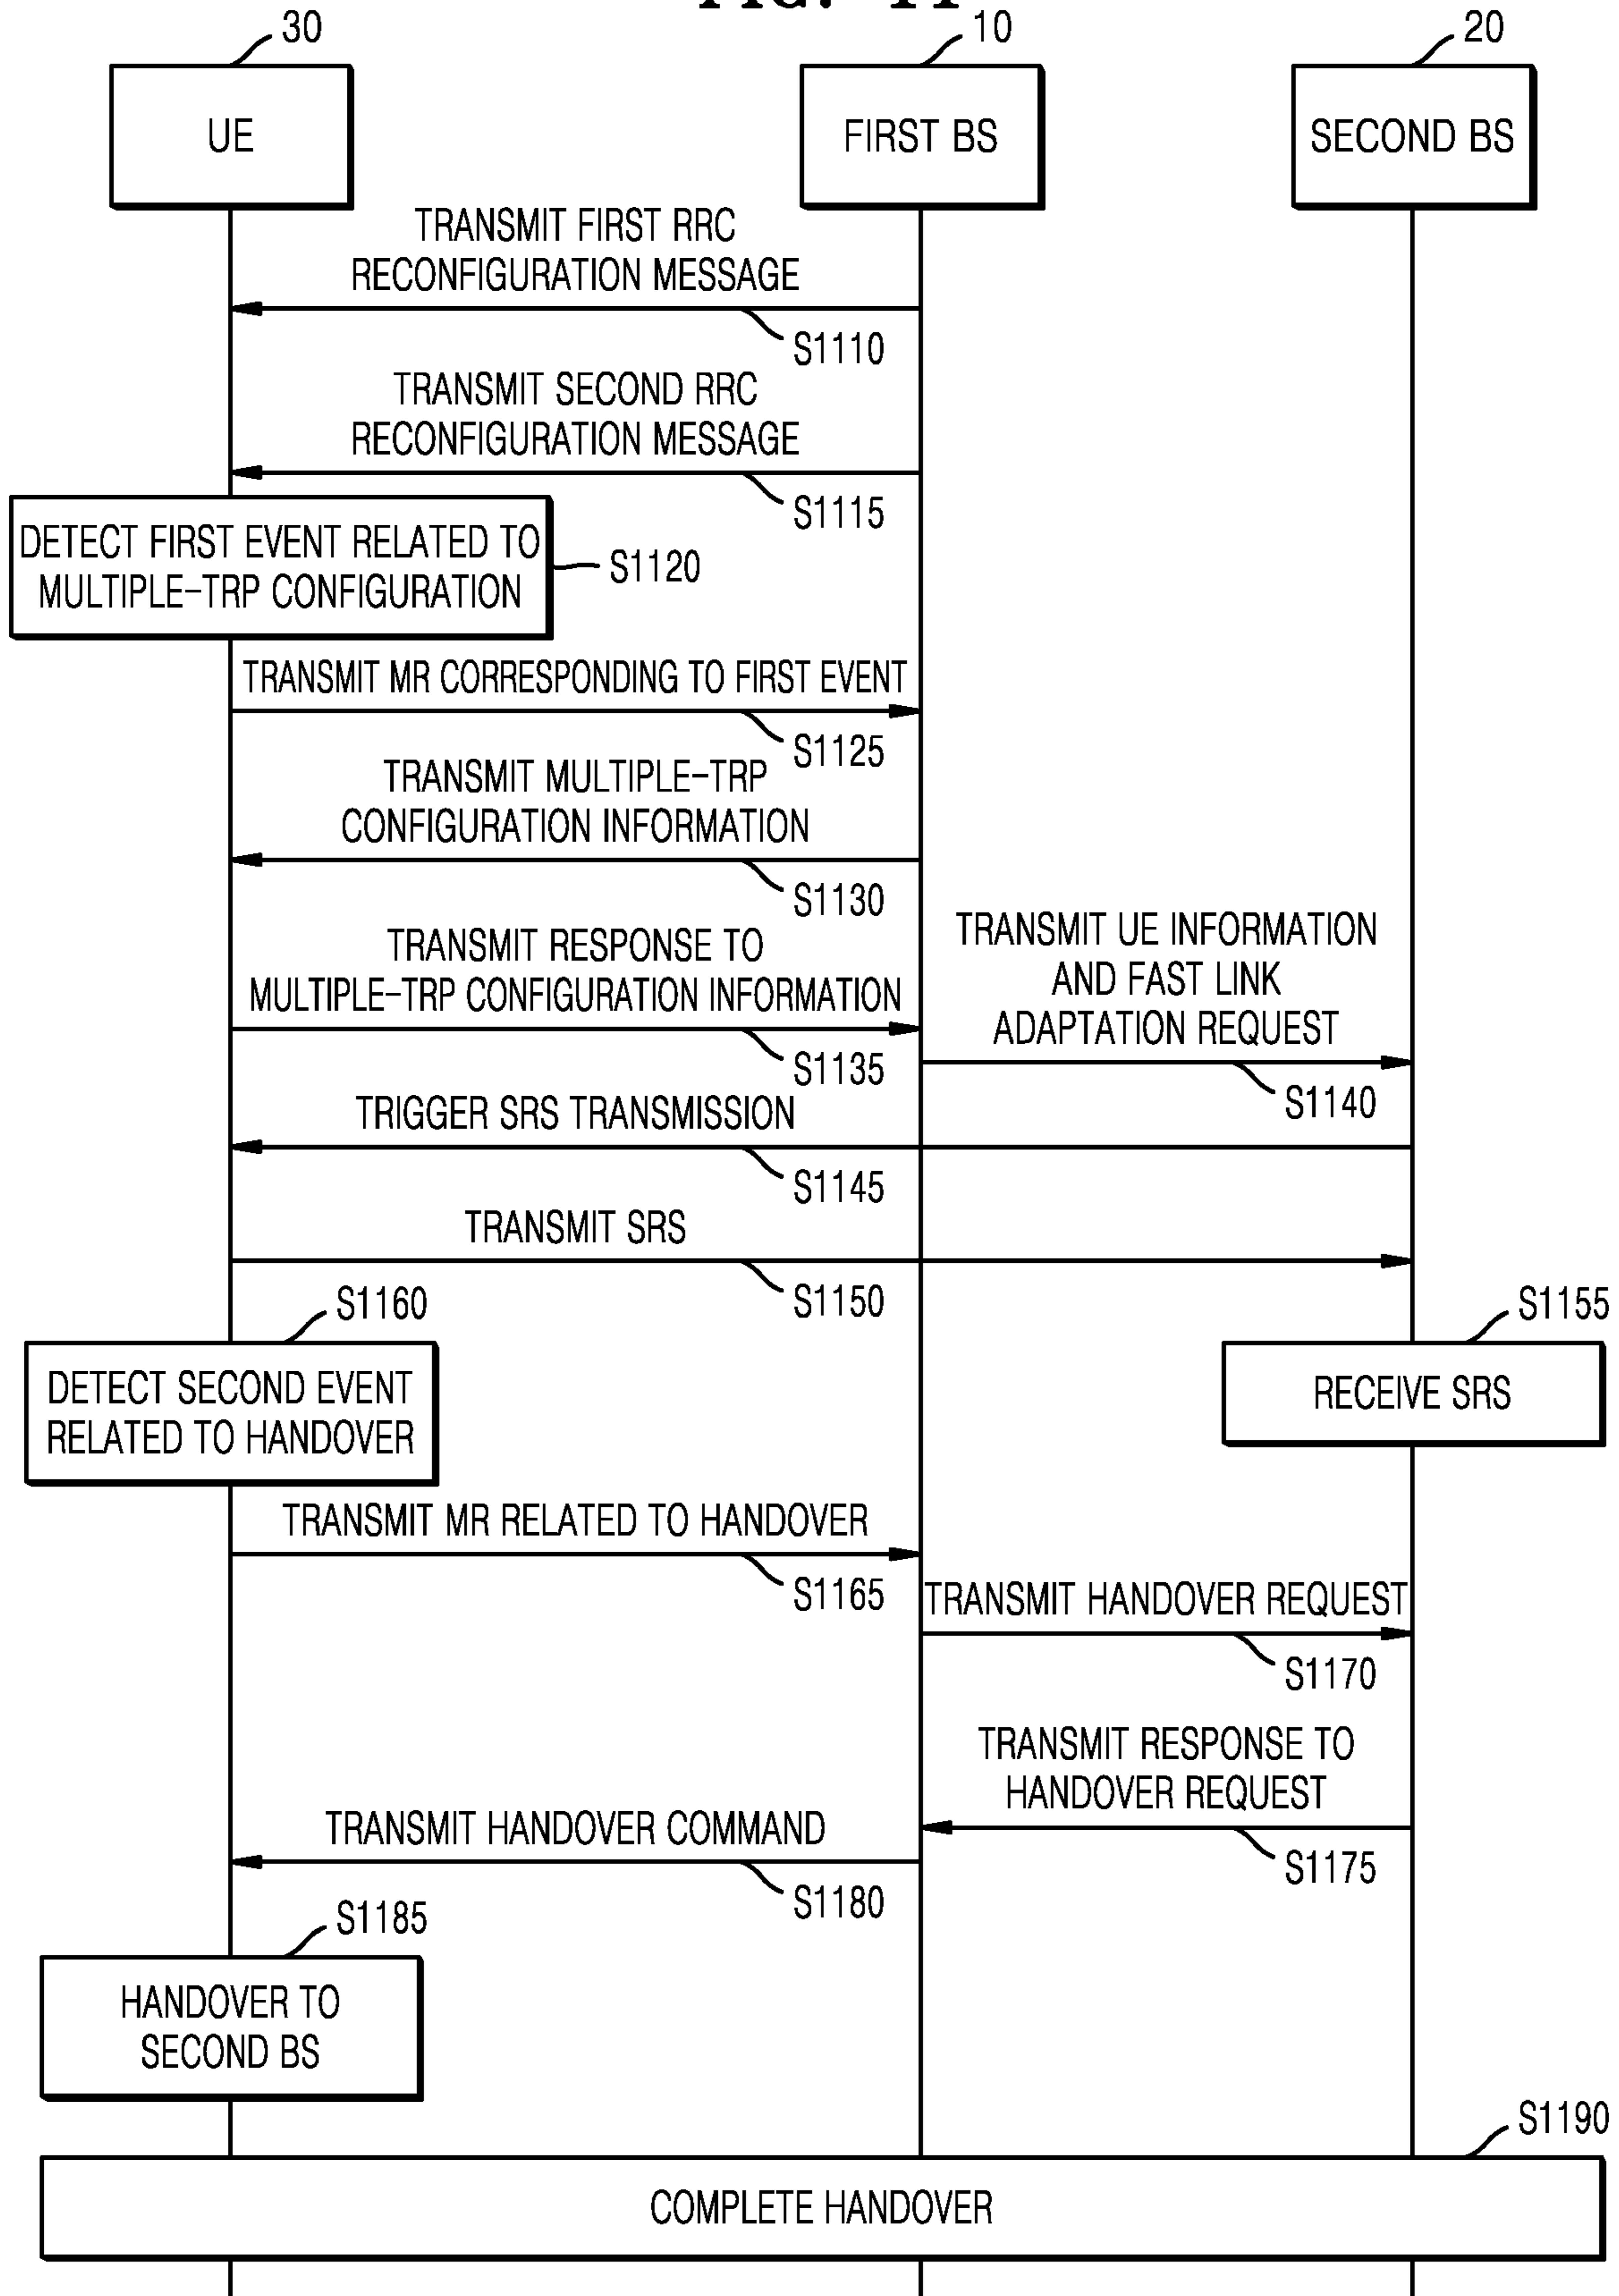 FIG. 11
30
10
20
UE
FIRST BS
SECOND BS
TRANSMIT FIRST RRC
RECONFIGURATION MESSAGE
S1110
TRANSMIT SECOND RRC
RECONFIGURATION MESSAGE
S1115
DETECT FIRST EVENT RELATED TO
MULTIPLE-TRP CONFIGURATION
S1120
TRANSMIT MR CORRESPONDING TO FIRST EVENT
S1125
TRANSMIT MULTIPLE-TRP
CONFIGURATION INFORMATION
S1130
TRANSMIT RESPONSE TO
MULTIPLE-TRP CONFIGURATION INFORMATION
S1135
TRANSMIT UE INFORMATION
AND FAST LINK
ADAPTATION REQUEST
S1140
TRIGGER SRS TRANSMISSION
S1145
TRANSMIT SRS
S1150
S1160
S1155
DETECT SECOND EVENT
RELATED TO HANDOVER
RECEIVE SRS
TRANSMIT MR RELATED TO HANDOVER
S1165
TRANSMIT HANDOVER REQUEST
S1170
TRANSMIT RESPONSE TO
HANDOVER REQUEST
S1175
TRANSMIT HANDOVER COMMAND
S1180
S1185
HANDOVER TO
SECOND BS
S1190
COMPLETE HANDOVER